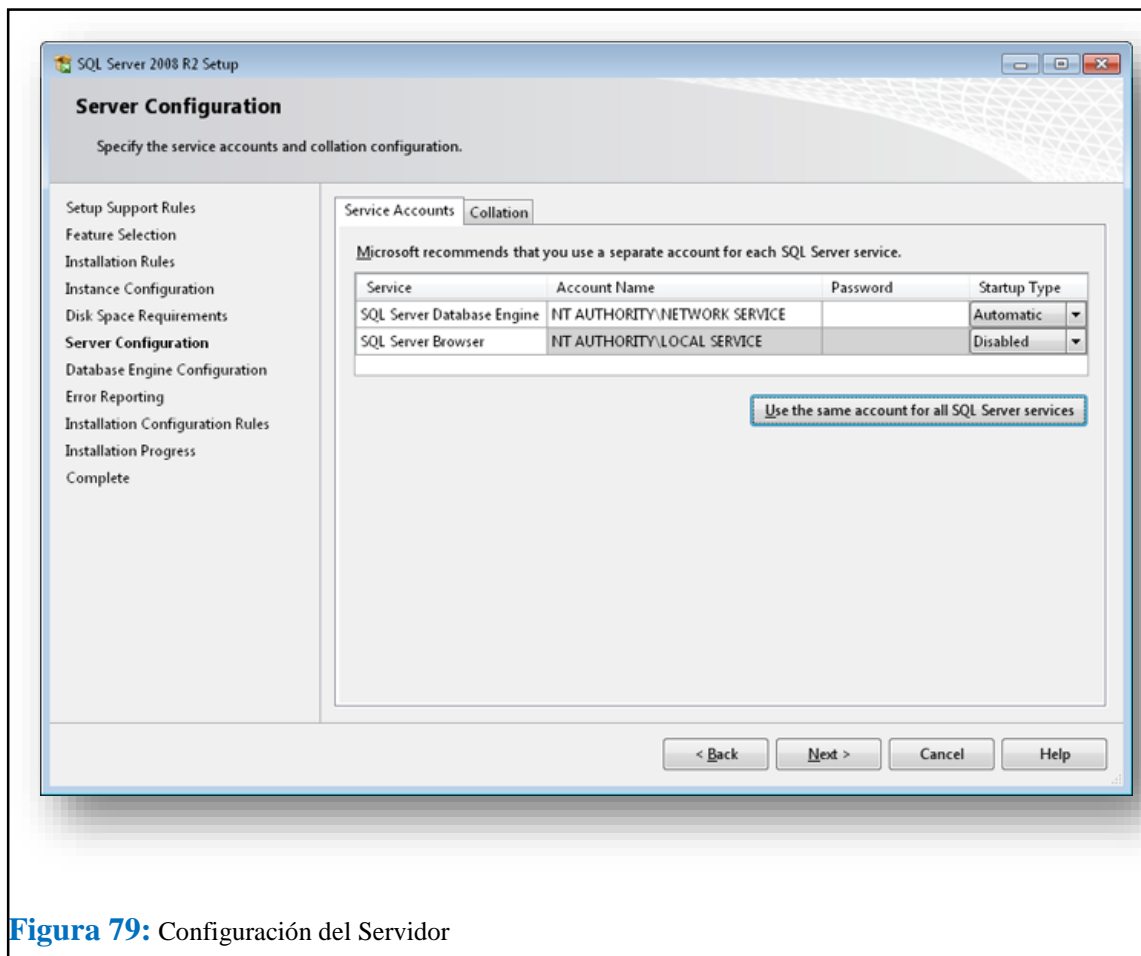 SQL Server 2008 R2 Setup
Server Configuration
Specify the service accounts and collation configuration.
Setup Support Rules
Feature Selection
Installation Rules
Instance Configuration
Disk Space Requirements
Server Configuration
Database Engine Configuration
Error Reporting
Installation Configuration Rules
Installation Progress
Complete
Service Accounts Collation
Microsoft recommends that you use a separate account for each SQL Server service.
Service Account Name Password Startup Type
SQL Server Database Engine NT AUTHORITY\NETWORK SERVICE Automatic
SQL Server Browser NT AUTHORITY\LOCAL SERVICE Disabled
Use the same account for all SQL Server services
< Back Next > Cancel Help
Figura 79: Configuración del Servidor